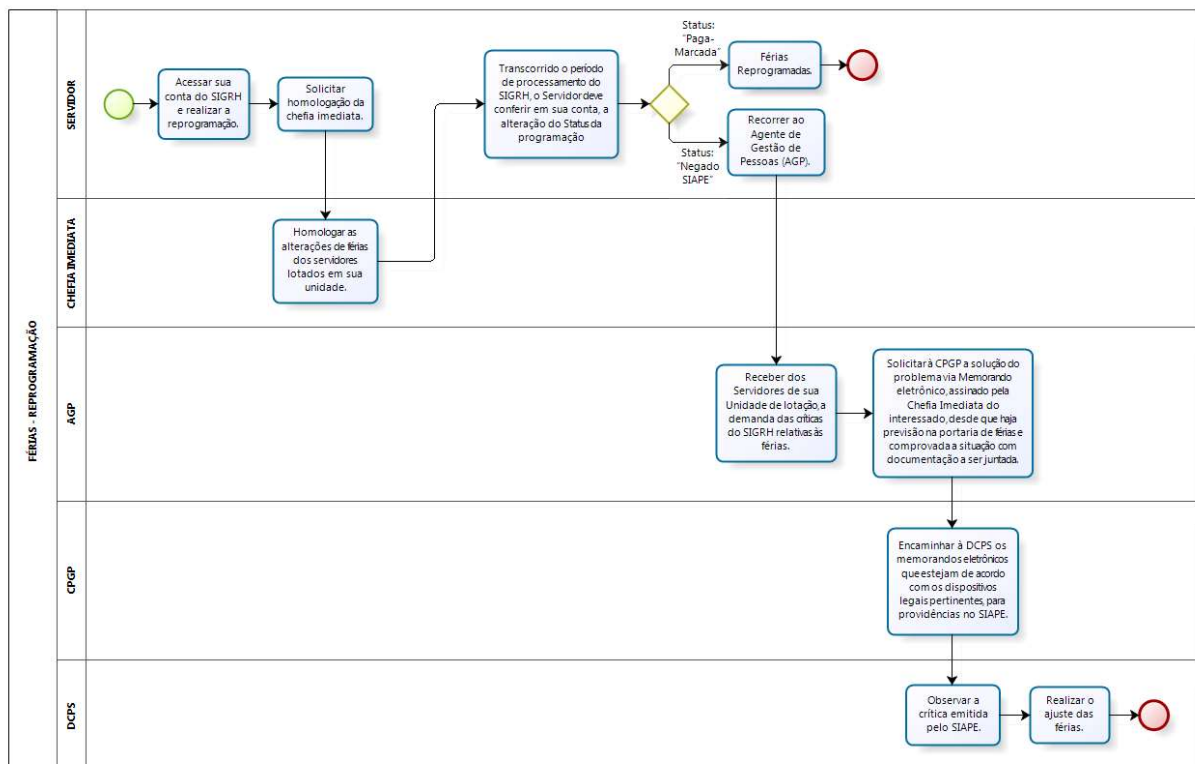 FÉRIAS - REPROGRAMAÇÃO
SERVIDOR
Acessar sua
conta do SIGRH
e realizar a
reprogramação.
Solicitar
homologação da
chefia imediata.
Transcorrido o período
de processamento do
SIGRH, o Servidor deve
conferir em sua conta, a
alteração do Status da
programação
Status:
"Paga-
Marcada"
Férias
Reprogramadas.
Status:
"Negado
SIAPE"
Recorrer ao
Agente de
Gestão de
Pessoas (AGP).
CHEFIA IMEDIATA
Homologar as
alterações de férias
dos servidores
lotados em sua
unidade.
AGP
Receber dos
Servidores de sua
Unidade de lotação, a
demanda das críticas
do SIGRH relativas às
férias.
Solicitar à CPGP a solução do
problema via Memorando
eletrônico, assinado pela
Chefia Imediata do
interessado, desde que haja
previsão na portaria de férias e
comprovada a situação com
documentação a ser juntada.
CPGP
Encaminhar à DCPS os
memorandos eletrônicos
que estejam de acordo
com os dispositivos
legais pertinentes, para
providências no SIAPE.
DCPS
Observar a
crítica emitida
pelo SIAPE.
Realizar o
ajuste das
férias.